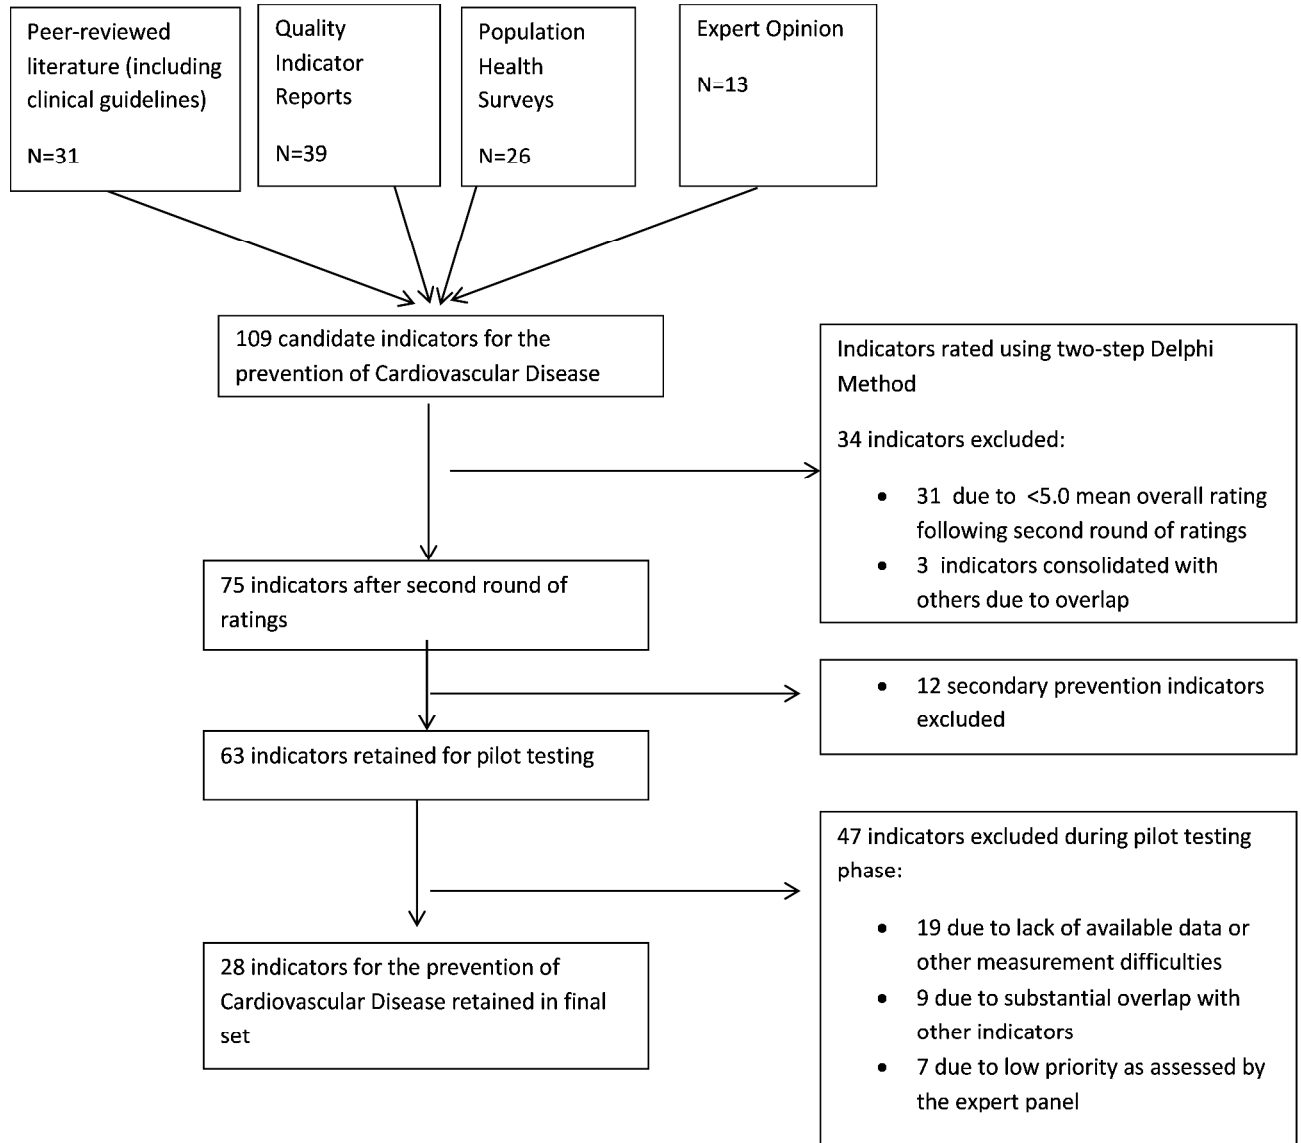 Peer-reviewed
literature (including
clinical guidelines)
N=31
Quality
Indicator
Reports
N=39
Population
Health
Surveys
N=26
Expert Opinion
N=13
109 candidate indicators for the
prevention of Cardiovascular Disease
Indicators rated using two-step Delphi
Method
34 indicators excluded:
• 31 due to <5.0 mean overall rating
following second round of ratings
• 3 indicators consolidated with
others due to overlap
75 indicators after second round of
ratings
• 12 secondary prevention indicators
excluded
63 indicators retained for pilot testing
47 indicators excluded during pilot testing
phase:
• 19 due to lack of available data or
other measurement difficulties
• 9 due to substantial overlap with
other indicators
• 7 due to low priority as assessed by
the expert panel
28 indicators for the prevention of
Cardiovascular Disease retained in final
set